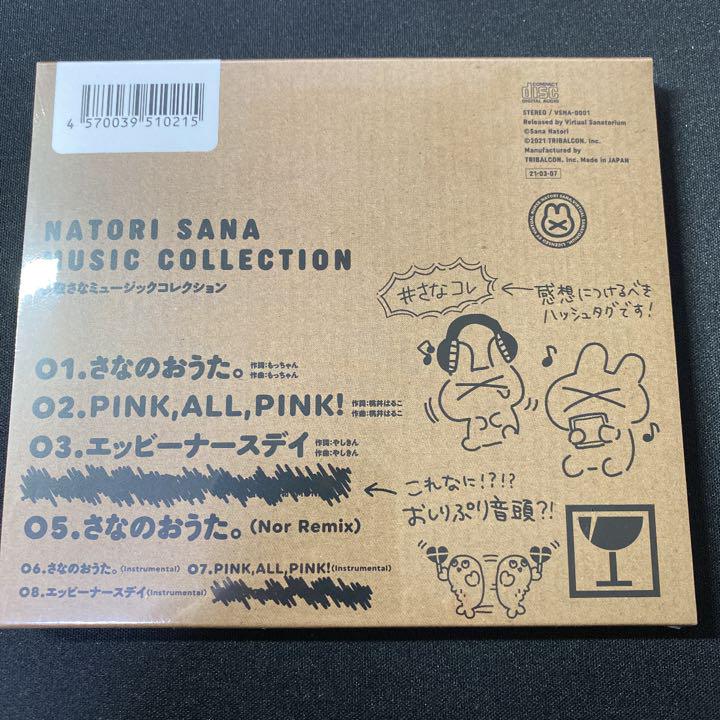 4 570039 510215
COMPACT
disc
DIGITAL AUDIO
STEREO / VSNA-0001
Released by Virtual Sanatorium
©Sana Natori
©2021 TRIBALCON. Inc.
Manufactured by
TRIBALCON. Inc. Made in JAPAN
21-03-07
NATORI SANA
MUSIC COLLECTION
さなミュージックコレクション
#さなコレ
感想につけるべき
ハッシュタグです!
01.さなのおうた。
作詞:もっちゃん
作曲:もっちゃん
02.PINK,ALL,PINK!
作詞:桃井はるこ
作曲:桃井はるこ
03.エッビーナースデイ
作詞:やしきん
作曲:やしきん
これなに!?!?
おしりぷり音頭?!
05.さなのおうた。(Nor Remix)
06.さなのおうた。(Instrumental) 07.PINK,ALL,PINK!(Instrumental)
08.エッビーナースデイ(Instrumental)